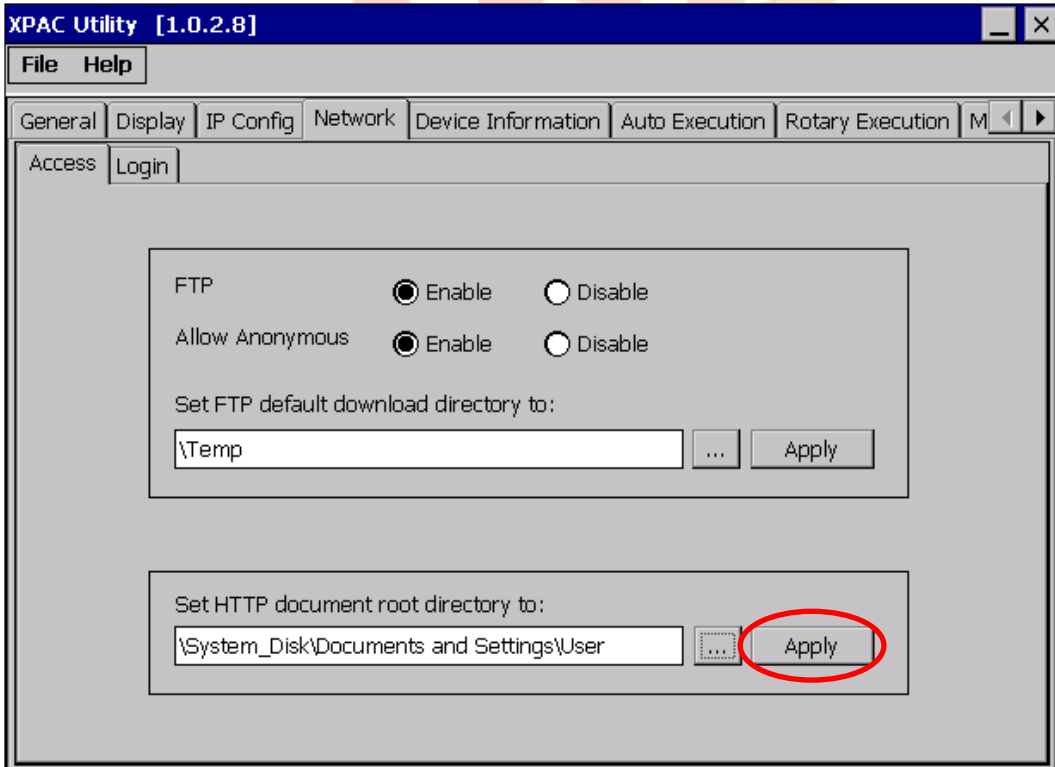 XPAC Utility [1.0.2.8]
File Help
General Display IP Config Network Device Information Auto Execution Rotary Execution M
Access Login
FTP Enable Disable
Allow Anonymous Enable Disable
Set FTP default download directory to:
\Temp ... Apply
Set HTTP document root directory to:
\System_Disk\Documents and Settings\User ... Apply